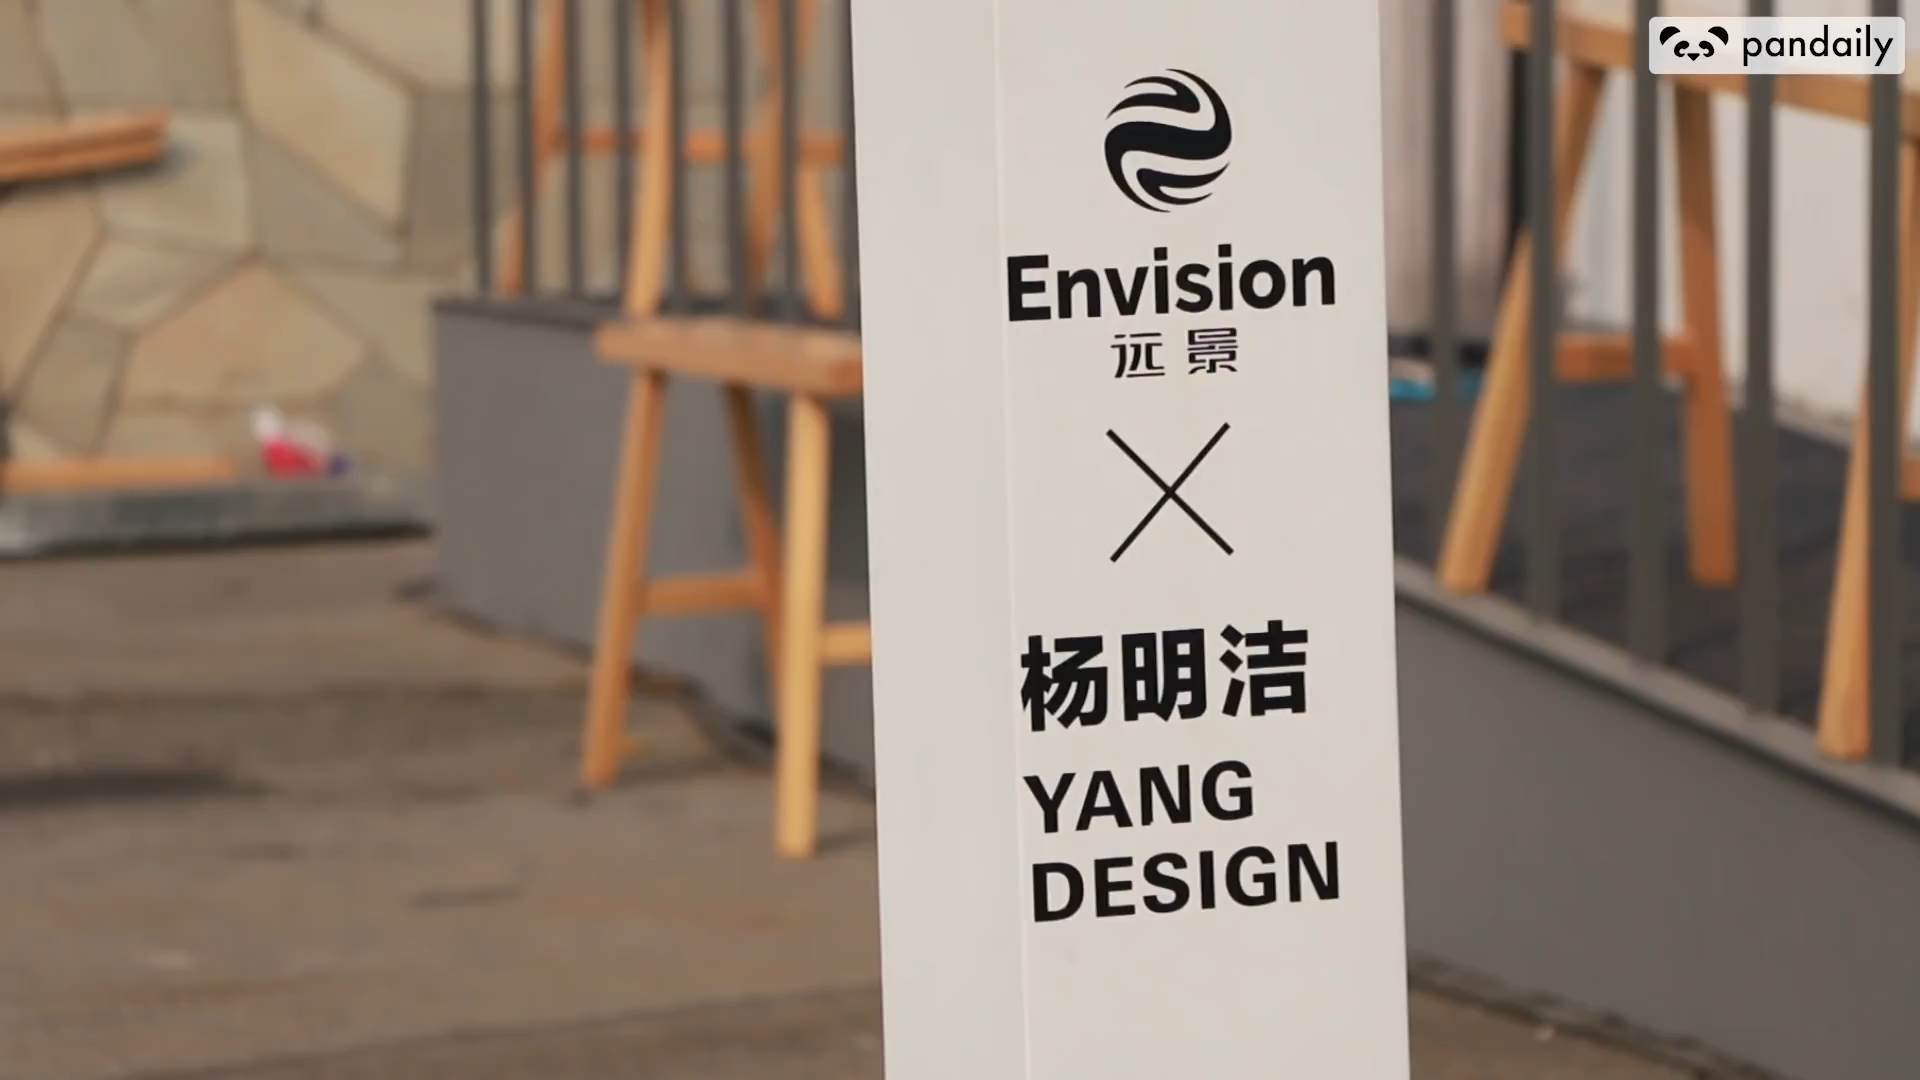 pandaily
Envision
远景
×
杨明洁
YANG
DESIGN